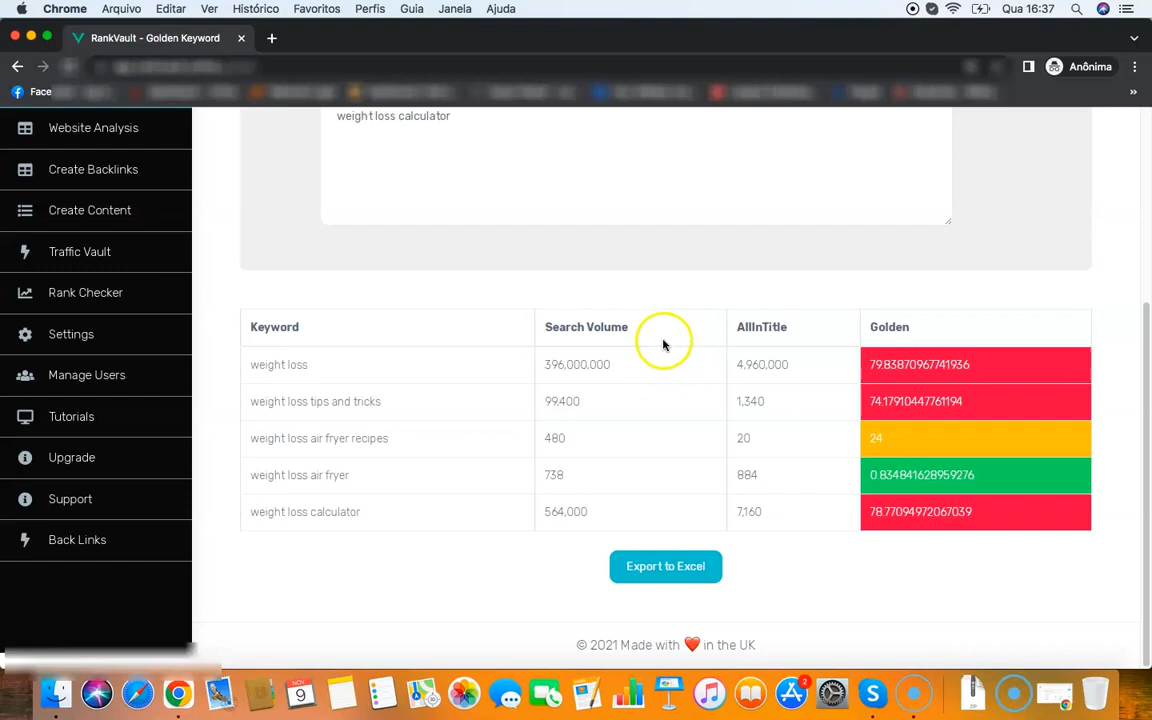 Chrome Arquivo Editar Ver Histórico Favoritos Perfis Guia Janela Ajuda Qua 16:37
RankVault - Golden Keyword
Anônima
Face
Website Analysis
Create Backlinks
Create Content
Traffic Vault
Rank Checker
Settings
Manage Users
Tutorials
Upgrade
Support
Back Links
weight loss calculator
Keyword Search Volume AllInTitle Golden
weight loss 396,000,000 4,960,000 79.83870967741936
weight loss tips and tricks 99,400 1,340 74.17910447761194
weight loss air fryer recipes 480 20 24
weight loss air fryer 738 884 0.834841628959276
weight loss calculator 564,000 7,160 78.77094972067039
Export to Excel
© 2021 Made with ❤️ in the UK
NOV
9
2
ZIP